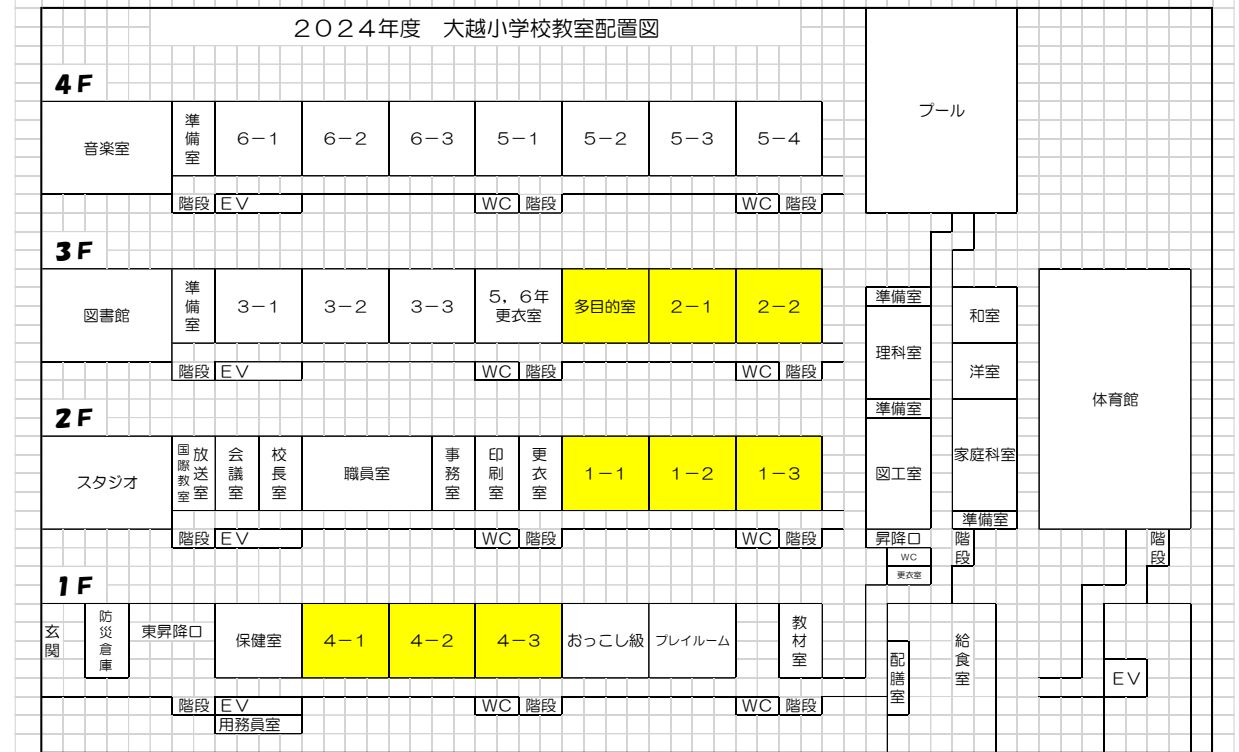 2024年度 大越小学校教室配置図
4F
音楽室
準備室
6-1
6-2
6-3
5-1
5-2
5-3
5-4
階段
EV
WC
階段
WC
階段
プール
3F
図書館
準備室
3-1
3-2
3-3
5，6年
更衣室
多目的室
2-1
2-2
階段
EV
WC
階段
WC
階段
2F
スタジオ
国際教室
放送室
会議室
校長室
職員室
事務室
印刷室
更衣室
1-1
1-2
1-3
階段
EV
WC
階段
WC
階段
準備室
理科室
準備室
図工室
昇降口
WC
更衣室
和室
洋室
家庭科室
準備室
階段
体育館
階段
1F
玄関
防災倉庫
東昇降口
保健室
4-1
4-2
4-3
おっこし級
プレイルーム
教材室
階段
EV
用務員室
WC
階段
WC
階段
配膳室
給食室
EV